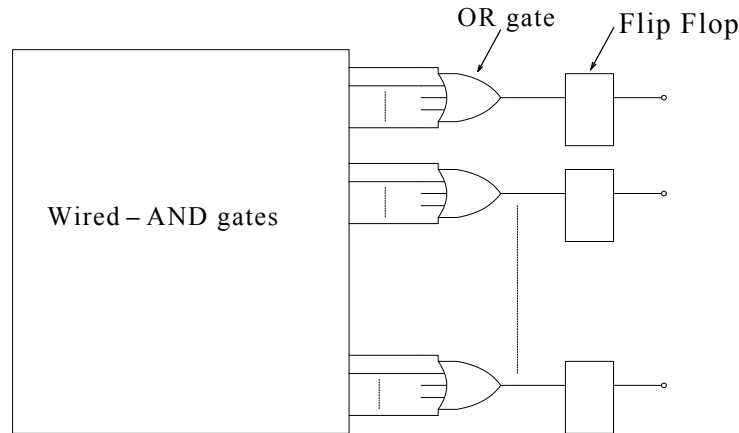 OR gate
Flip Flop
Wired – AND gates